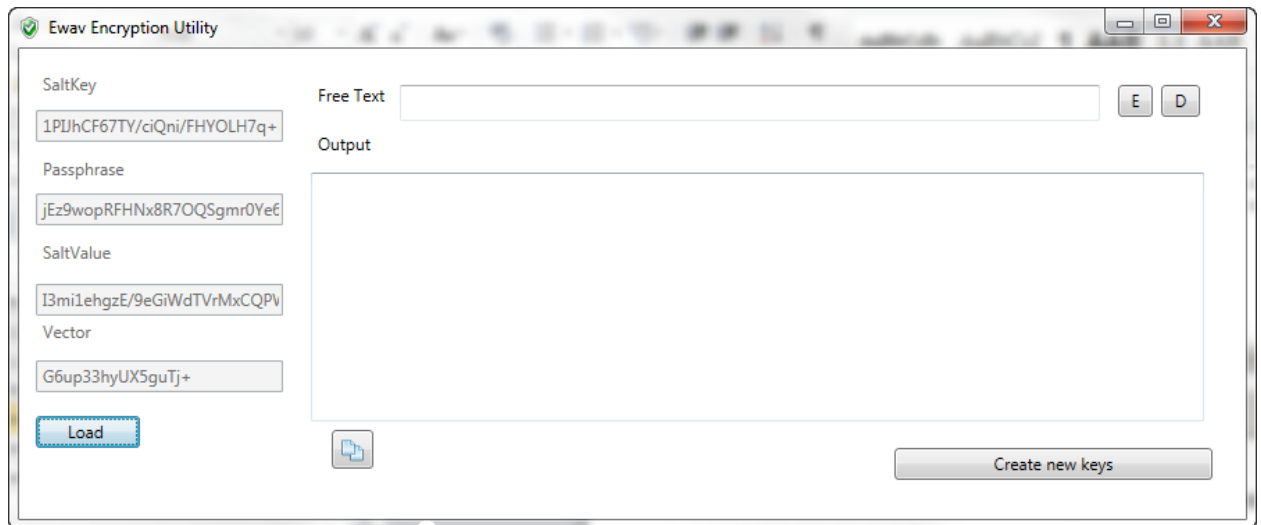 Ewav Encryption Utility
SaltKey
1PIJhCF67TY/ciQni/FHYOLH7q+
Passphrase
jEz9wopRFHNx8R7OQSgmr0Ye6
SaltValue
I3mi1ehgzE/9eGiWdTVrMxCQPV
Vector
G6up33hyUX5guTj+
Load
Free Text
E D
Output
Create new keys